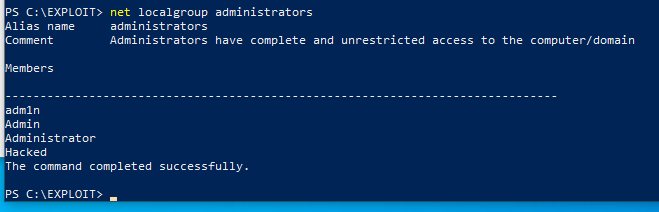 PS C:\EXPLOIT> net localgroup administrators
Alias name     administrators
Comment        Administrators have complete and unrestricted access to the computer/domain
Members
-------------------------------------------------------------------------------
adm1n
Admin
Administrator
Hacked
The command completed successfully.
PS C:\EXPLOIT>